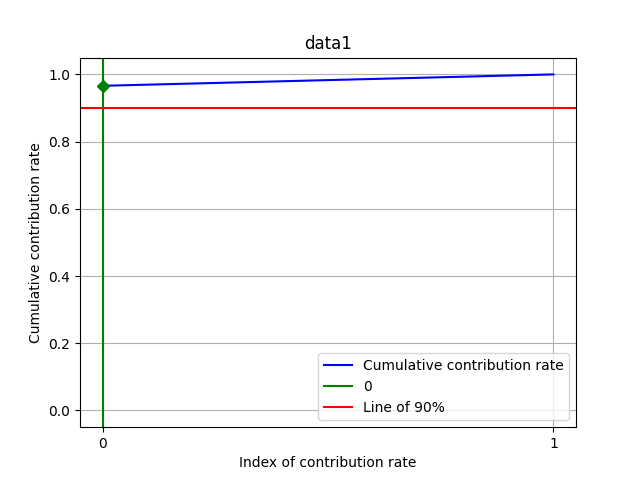 data1
Cumulative contribution rate
1.0
0.8
0.6
0.4
0.2
0.0
Cumulative contribution rate
0
Line of 90%
0
1
Index of contribution rate